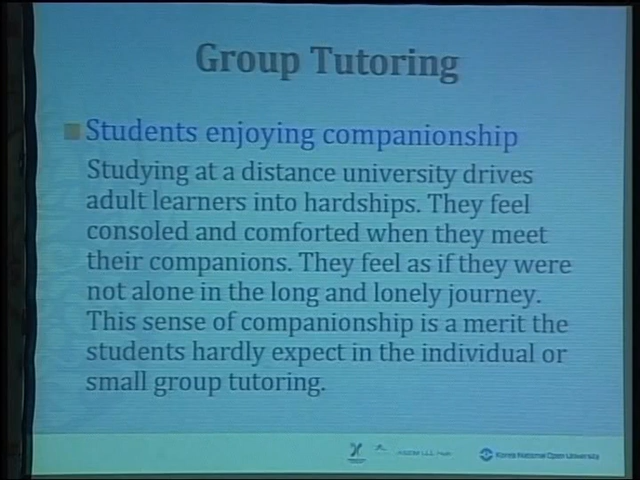 Group Tutoring
Students enjoying companionship
Studying at a distance university drives
adult learners into hardships. They feel
consoled and comforted when they meet
their companions. They feel as if they were
not alone in the long and lonely journey.
This sense of companionship is a merit the
students hardly expect in the individual or
small group tutoring.
ASEM LLL Hub
Korea National Open University